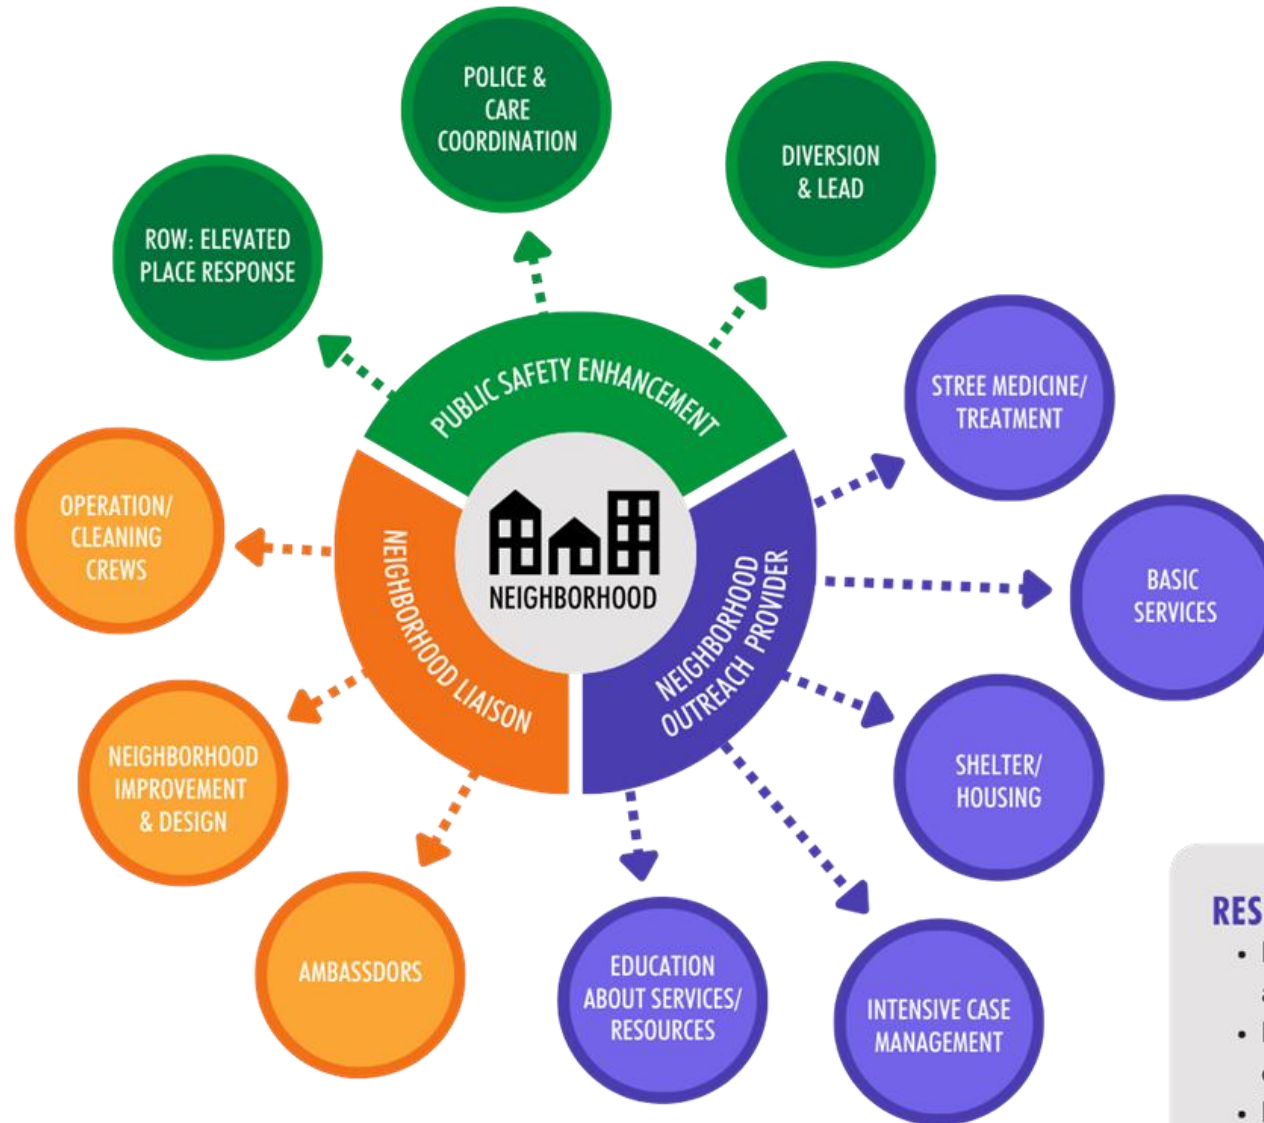 POLICE &
CARE
COORDINATION
DIVERSION
& LEAD
ROW: ELEVATED
PLACE RESPONSE
PUBLIC SAFETY ENHANCEMENT
STREE MEDICINE/
TREATMENT
OPERATION/
CLEANING
CREWS
NEIGHBORHOOD
NEIGHBORHOOD LIAISON
NEIGHBORHOOD
OUTREACH PROVIDER
BASIC
SERVICES
NEIGHBORHOOD
IMPROVEMENT
& DESIGN
SHELTER/
HOUSING
AMBASSDORS
EDUCATION
ABOUT SERVICES/
RESOURCES
INTENSIVE CASE
MANAGEMENT
RES